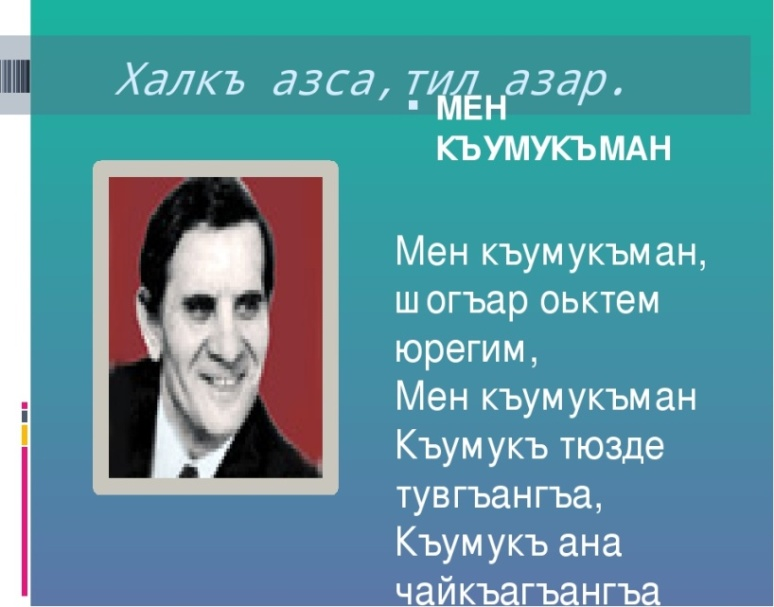 Халкъ азса,тил азар.
МЕН
КЪУМУКЪМАН
Мен къумукъман,
шогъар оьктем
юрегим,
Мен къумукъман
Къумукъ тюзде
тувгъангъа,
Къумукъ ана
чайкъагъангъа